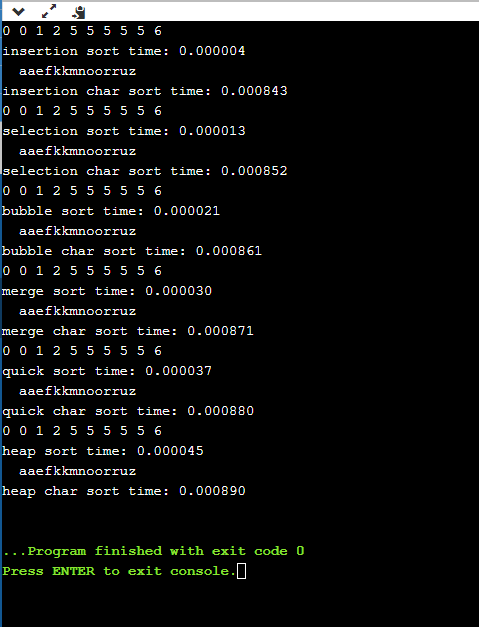 0 0 1 2 5 5 5 5 5 6
insertion sort time: 0.000004
  aaefkkmnoorruz
insertion char sort time: 0.000843
0 0 1 2 5 5 5 5 5 6
selection sort time: 0.000013
  aaefkkmnoorruz
selection char sort time: 0.000852
0 0 1 2 5 5 5 5 5 6
bubble sort time: 0.000021
  aaefkkmnoorruz
bubble char sort time: 0.000861
0 0 1 2 5 5 5 5 5 6
merge sort time: 0.000030
  aaefkkmnoorruz
merge char sort time: 0.000871
0 0 1 2 5 5 5 5 5 6
quick sort time: 0.000037
  aaefkkmnoorruz
quick char sort time: 0.000880
0 0 1 2 5 5 5 5 5 6
heap sort time: 0.000045
  aaefkkmnoorruz
heap char sort time: 0.000890
...Program finished with exit code 0
Press ENTER to exit console.